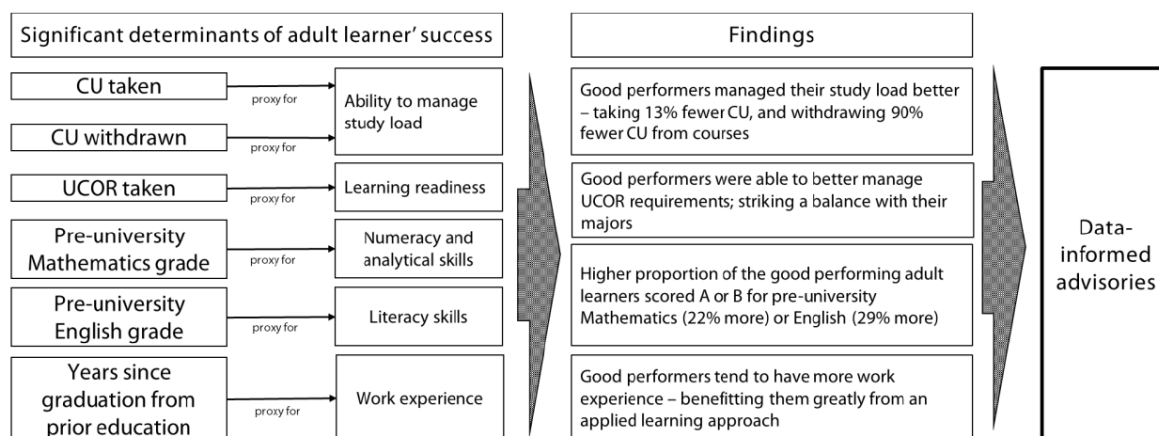 Significant determinants of adult learner' success
Findings
CU taken
proxy for
CU withdrawn
proxy for
Ability to manage
study load
UCOR taken
proxy for
Learning readiness
Pre-university
Mathematics grade
proxy for
Numeracy and
analytical skills
Pre-university
English grade
proxy for
Literacy skills
Years since
graduation from
prior education
proxy for
Work experience
Good performers managed their study load better
– taking 13% fewer CU, and withdrawing 90%
fewer CU from courses
Good performers were able to better manage
UCOR requirements; striking a balance with their
majors
Higher proportion of the good performing adult
learners scored A or B for pre-university
Mathematics (22% more) or English (29% more)
Good performers tend to have more work
experience – benefitting them greatly from an
applied learning approach
Data-
informed
advisories